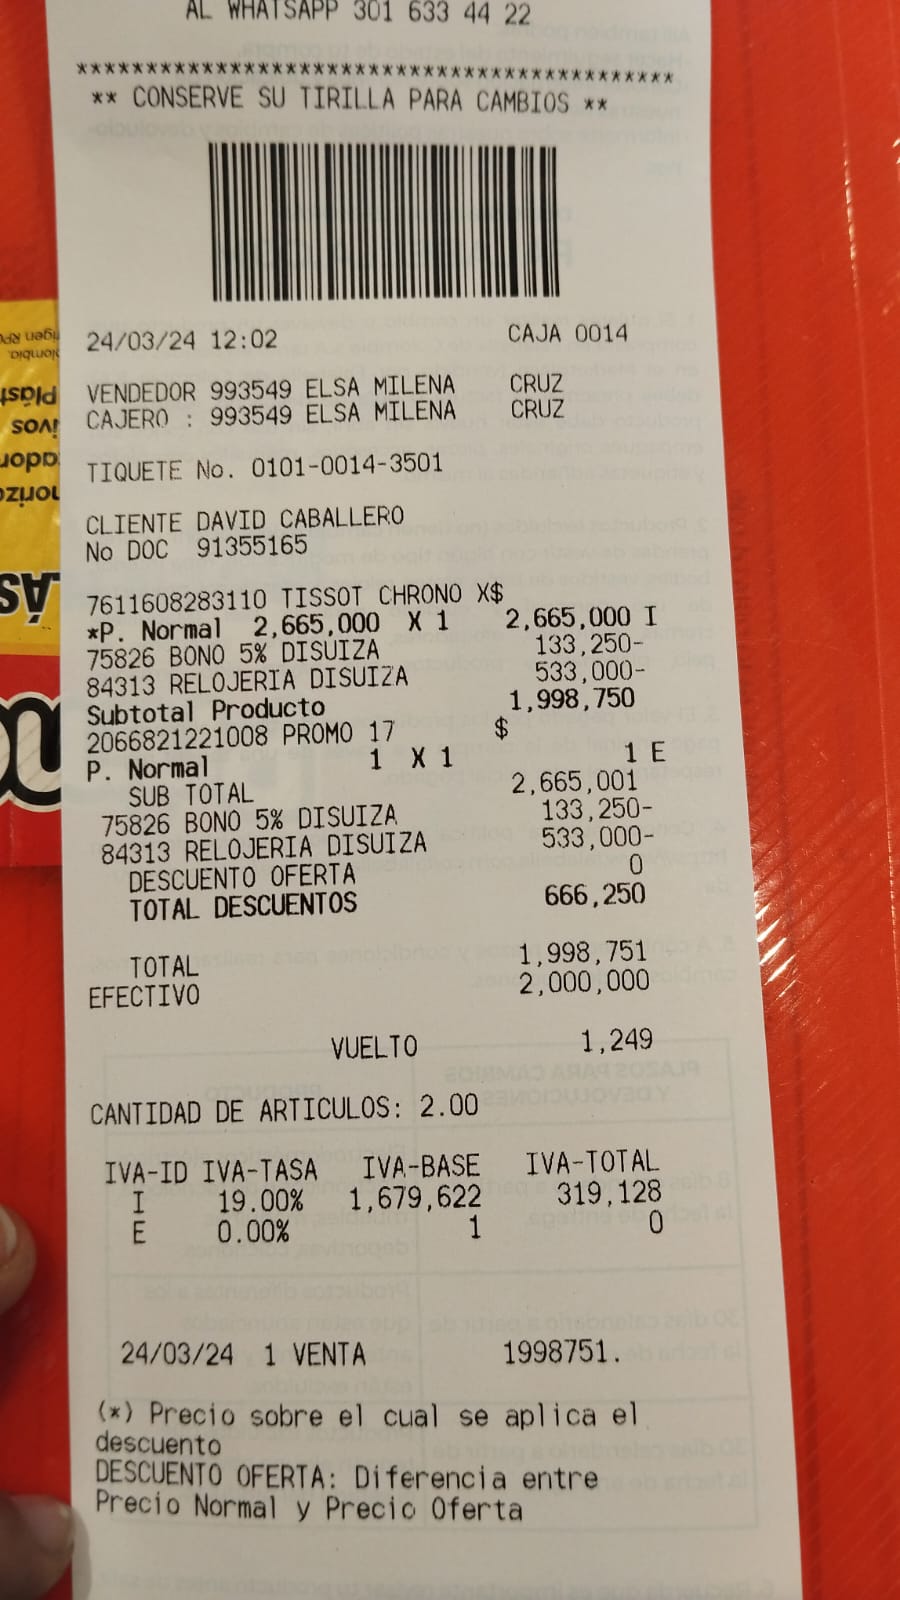 AL WHATSAPP 301 633 44 22
*******************************************
** CONSERVE SU TIRILLA PARA CAMBIOS **
24/03/24 12:02 CAJA 0014
VENDEDOR 993549 ELSA MILENA CRUZ
CAJERO : 993549 ELSA MILENA CRUZ
TIQUETE No. 0101-0014-3501
CLIENTE DAVID CABALLERO
No DOC 91355165
7611608283110 TISSOT CHRONO X$
*P. Normal 2,665,000 X 1 2,665,000 I
75826 BONO 5% DISUIZA 133,250-
84313 RELOJERIA DISUIZA 533,000-
Subtotal Producto 1,998,750
2066821221008 PROMO 17 $
P. Normal 1 X 1 1 E
SUB TOTAL 2,665,001
75826 BONO 5% DISUIZA 133,250-
84313 RELOJERIA DISUIZA 533,000-
DESCUENTO OFERTA 0
TOTAL DESCUENTOS 666,250
TOTAL 1,998,751
EFECTIVO 2,000,000
VUELTO 1,249
CANTIDAD DE ARTICULOS: 2.00
IVA-ID IVA-TASA IVA-BASE IVA-TOTAL
I 19.00% 1,679,622 319,128
E 0.00% 1 0
24/03/24 1 VENTA 1998751.
(*) Precio sobre el cual se aplica el
descuento
DESCUENTO OFERTA: Diferencia entre
Precio Normal y Precio Oferta